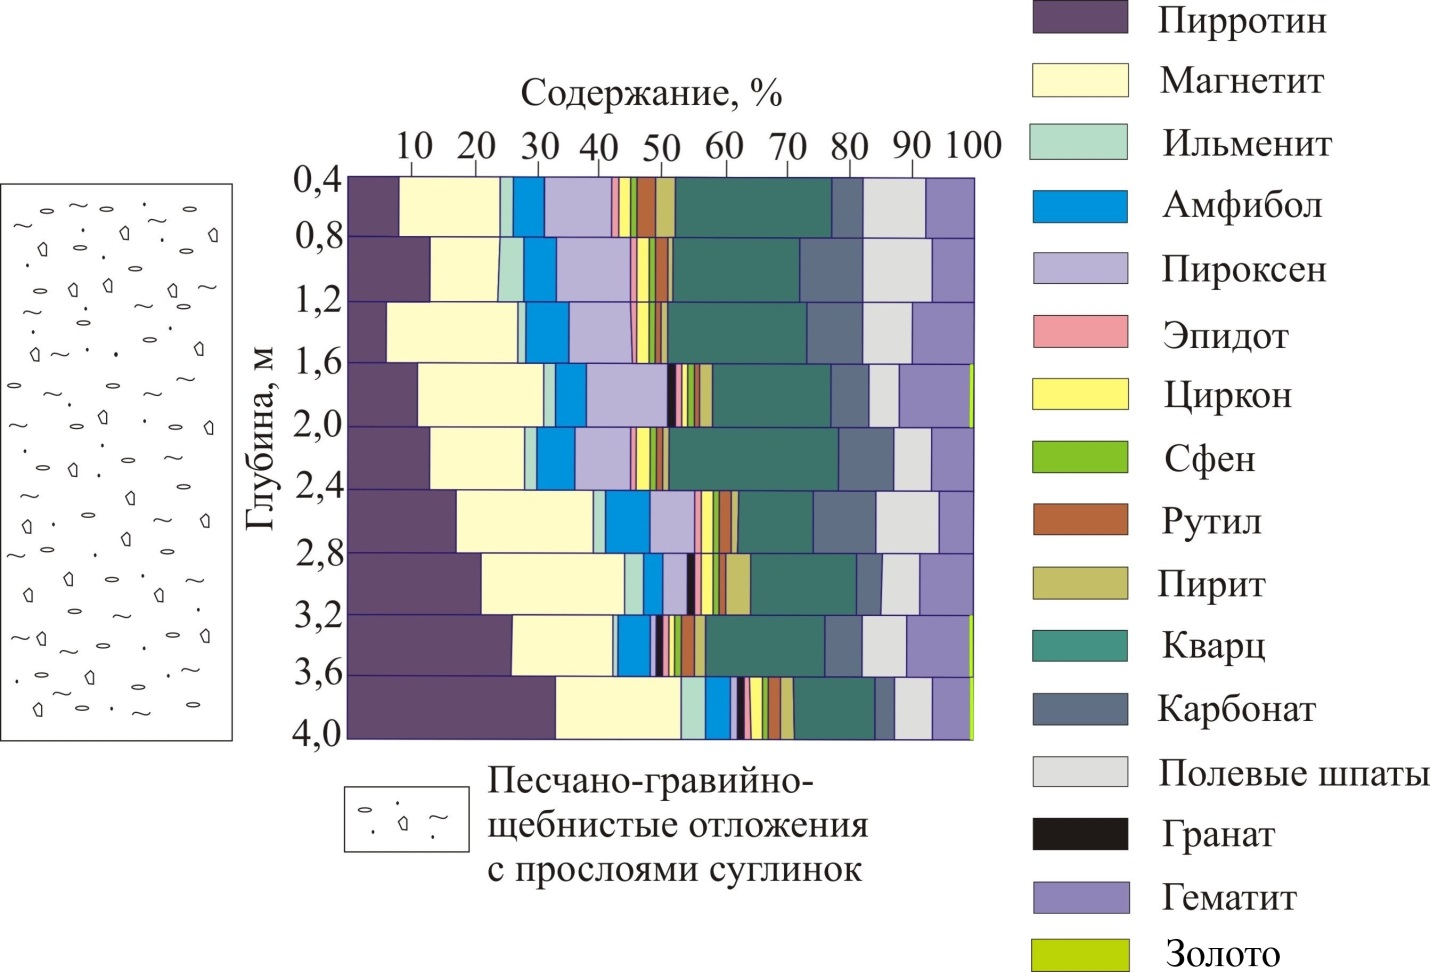 Содержание, %
10 20 30 40 50 60 70 80 90 100
0,4
0,8
1,2
1,6
2,0
2,4
2,8
3,2
3,6
4,0
Глубина, м
Песчано-гравийно-
щебнистые отложения
с прослоями суглинок
Пирротин
Магнетит
Ильменит
Амфибол
Пироксен
Эпидот
Циркон
Сфен
Рутил
Пирит
Кварц
Карбонат
Полевые шпаты
Гранат
Гематит
Золото